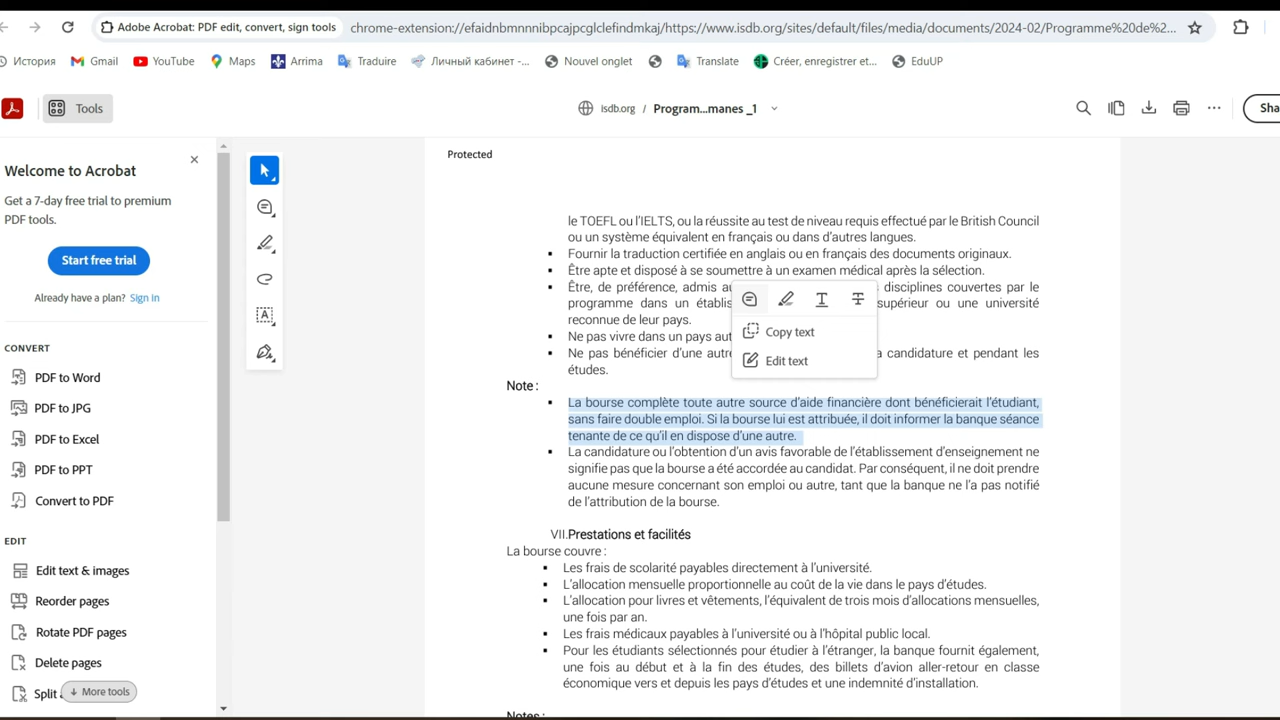 Adobe Acrobat: PDF edit, convert, sign tools
chrome-extension://efaidnbmnnnibpcajpcglclefindmkaj/https://www.isdb.org/sites/default/files/media/documents/2024-02/Programme%20de%2...
История
Gmail
YouTube
Maps
Arrima
Traduire
Личный кабинет -...
Nouvel onglet
Translate
Créer, enregistrer et...
EduUP
Tools
isdb.org / Program...manes _1
Sha
Welcome to Acrobat
Get a 7-day free trial to premium
PDF tools.
Start free trial
Already have a plan? Sign in
CONVERT
PDF to Word
PDF to JPG
PDF to Excel
PDF to PPT
Convert to PDF
EDIT
Edit text & images
Reorder pages
Rotate PDF pages
Delete pages
Split
More tools
Protected
le TOEFL ou l’IELTS, ou la réussite au test de niveau requis effectué par le British Council
ou un système équivalent en français ou dans d’autres langues.
▪ Fournir la traduction certifiée en anglais ou en français des documents originaux.
▪ Être apte et disposé à se soumettre à un examen médical après la sélection.
▪ Être, de préférence, admis au disciplines couvertes par le
programme dans un établis supérieur ou une université
reconnue de leur pays.
▪ Ne pas vivre dans un pays aut
▪ Ne pas bénéficier d’une autre a candidature et pendant les
études.
Copy text
Edit text
Note :
▪ La bourse complète toute autre source d’aide financière dont bénéficierait l’étudiant,
sans faire double emploi. Si la bourse lui est attribuée, il doit informer la banque séance
tenante de ce qu’il en dispose d’une autre.
▪ La candidature ou l’obtention d’un avis favorable de l’établissement d’enseignement ne
signifie pas que la bourse a été accordée au candidat. Par conséquent, il ne doit prendre
aucune mesure concernant son emploi ou autre, tant que la banque ne l’a pas notifié
de l’attribution de la bourse.
VII.Prestations et facilités
La bourse couvre :
▪ Les frais de scolarité payables directement à l’université.
▪ L’allocation mensuelle proportionnelle au coût de la vie dans le pays d’études.
▪ L’allocation pour livres et vêtements, l’équivalent de trois mois d’allocations mensuelles,
une fois par an.
▪ Les frais médicaux payables à l’université ou à l’hôpital public local.
▪ Pour les étudiants sélectionnés pour étudier à l’étranger, la banque fournit également,
une fois au début et à la fin des études, des billets d’avion aller-retour en classe
économique vers et depuis les pays d’études et une indemnité d’installation.
Notes :